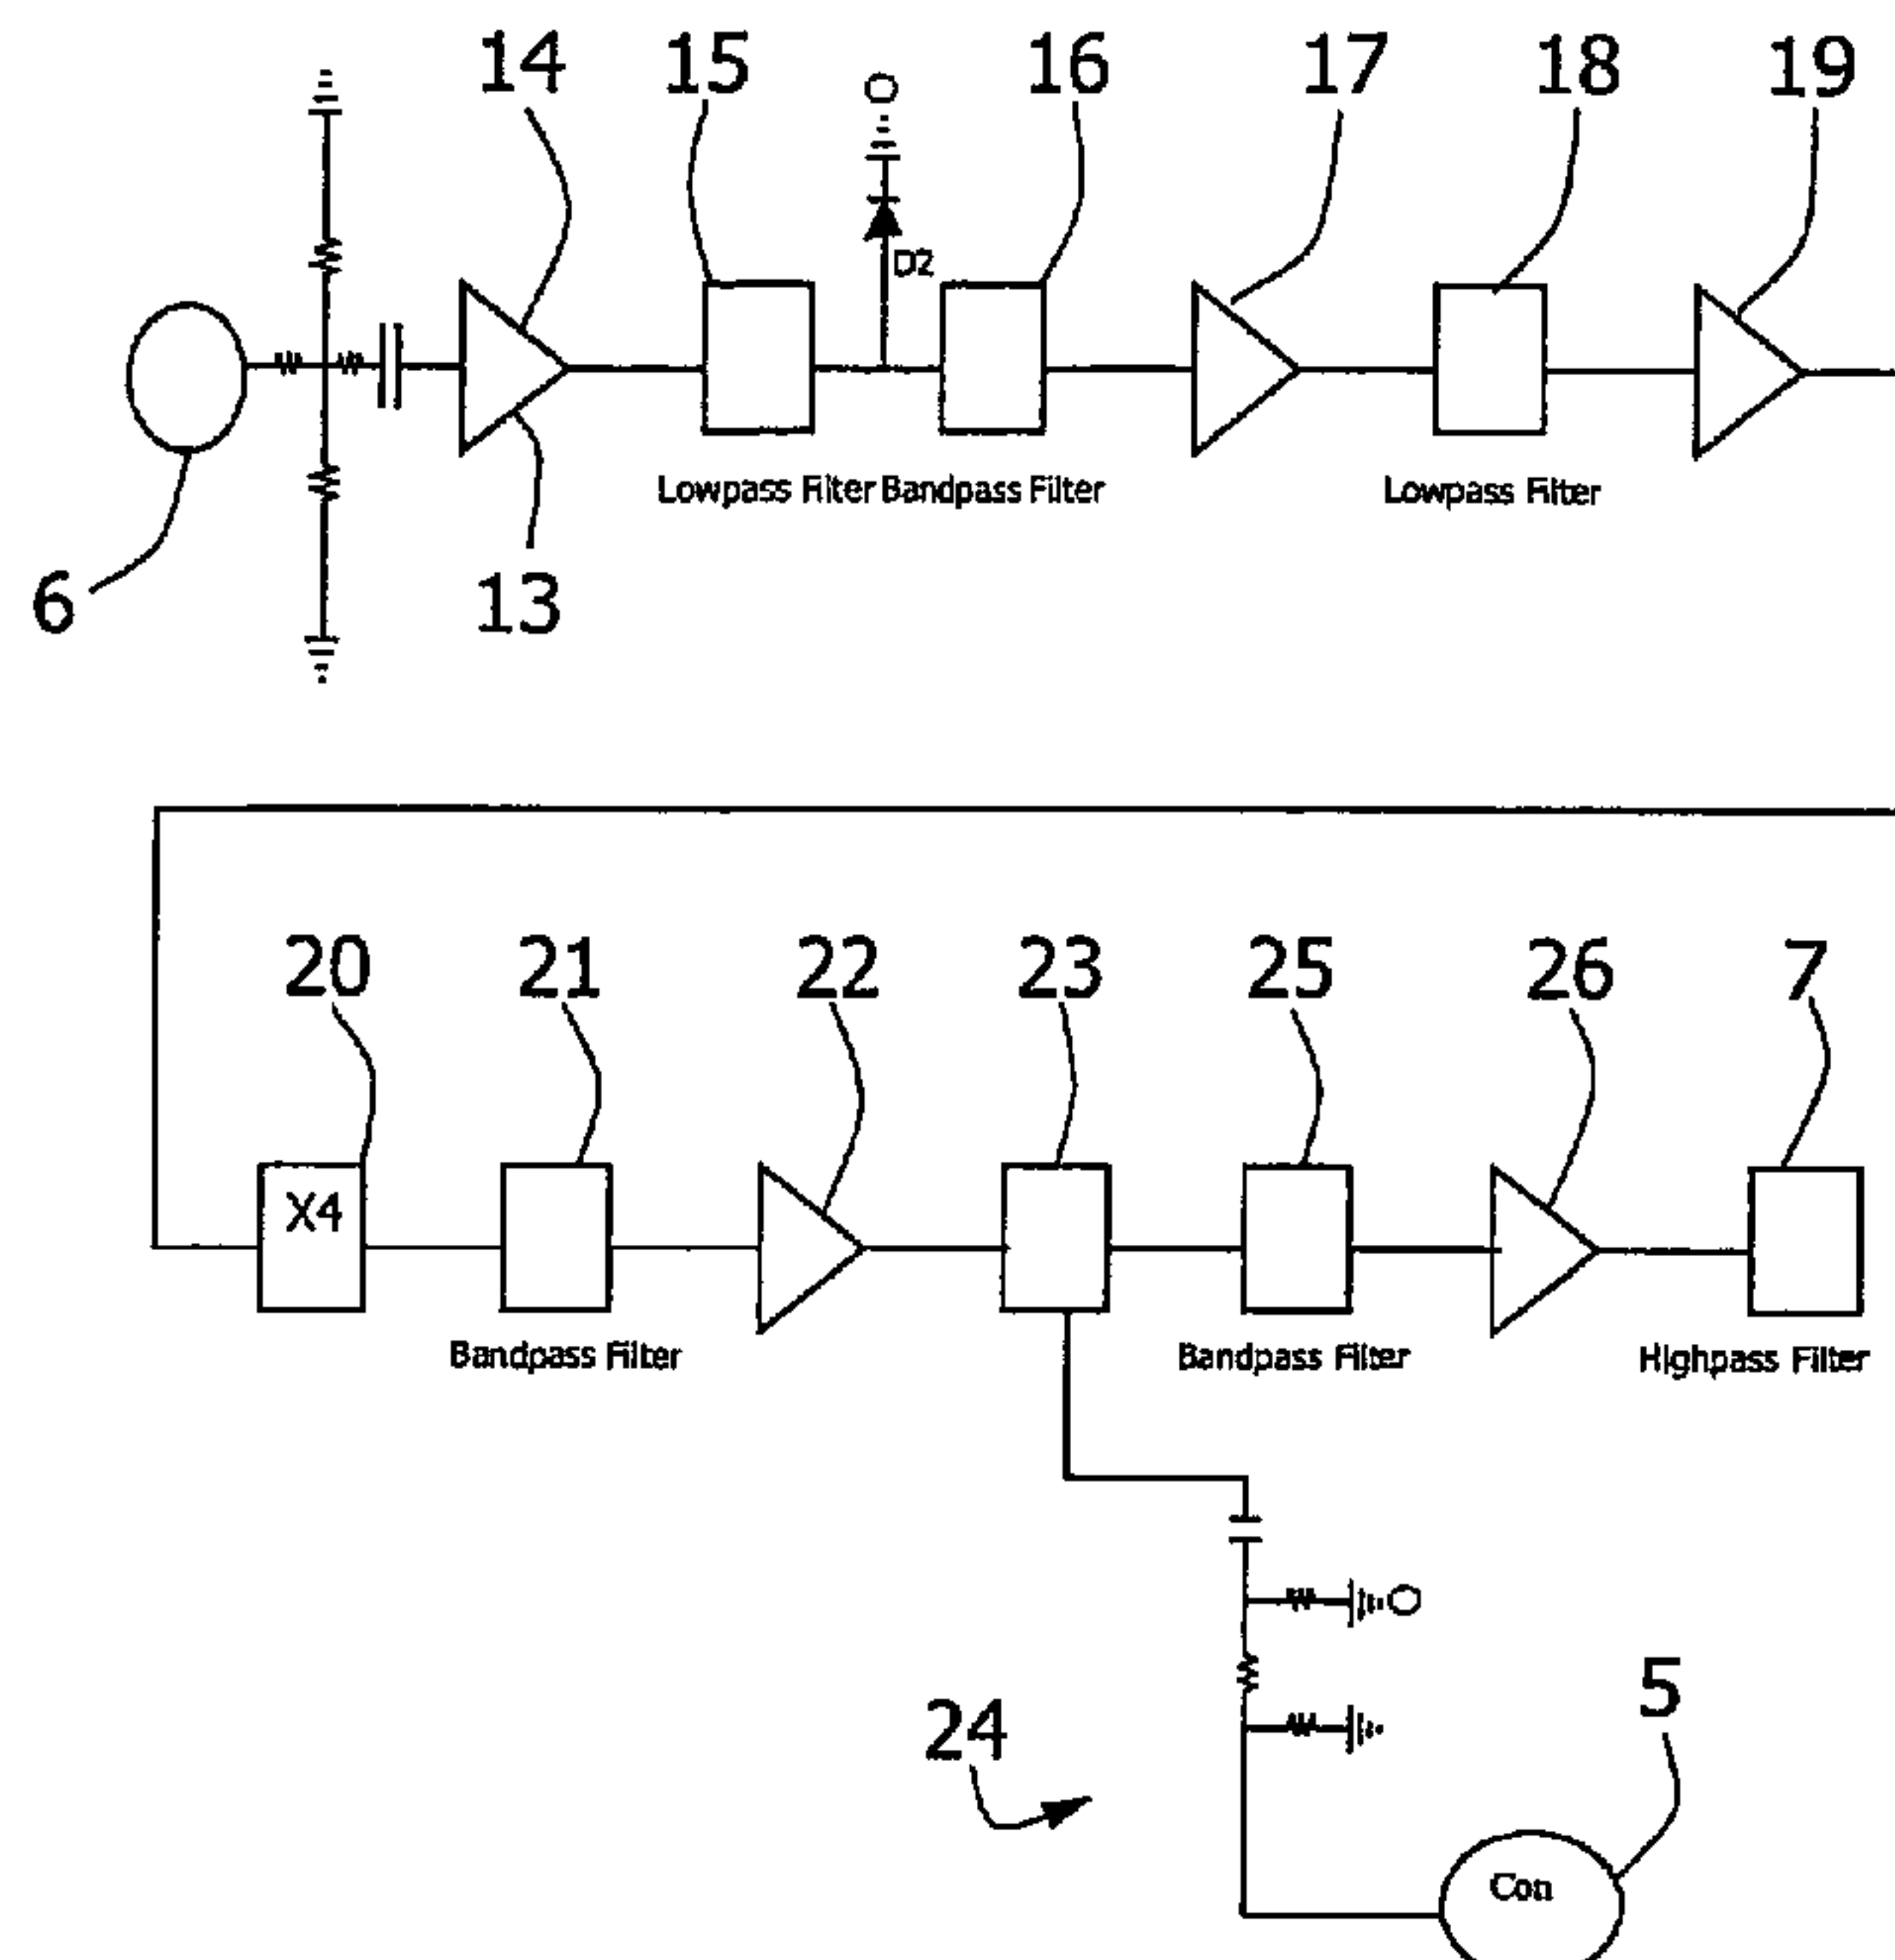 14 15 16 17 18 19
D2
Lowpass Filter Bandpass Filter Lowpass Filter
6 13
20 21 22 23 25 26 7
X4
Bandpass Filter Bandpass Filter Highpass Filter
5
24
Con